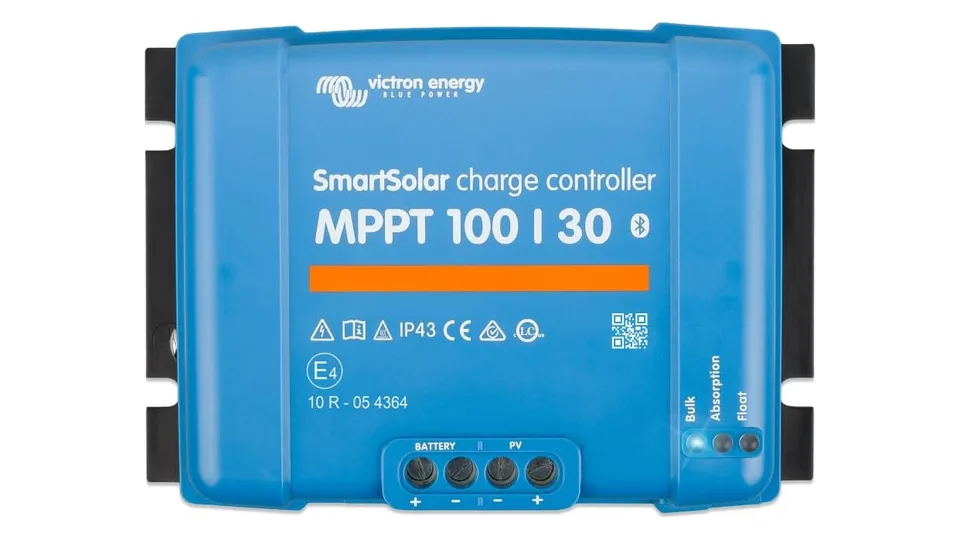 victron energy
BLUE POWER
SmartSolar charge controller
MPPT 100 | 30
IP43 CE
E4
10 R - 05 4364
Bulk
Absorption
Float
BATTERY || PV
+ - || - +